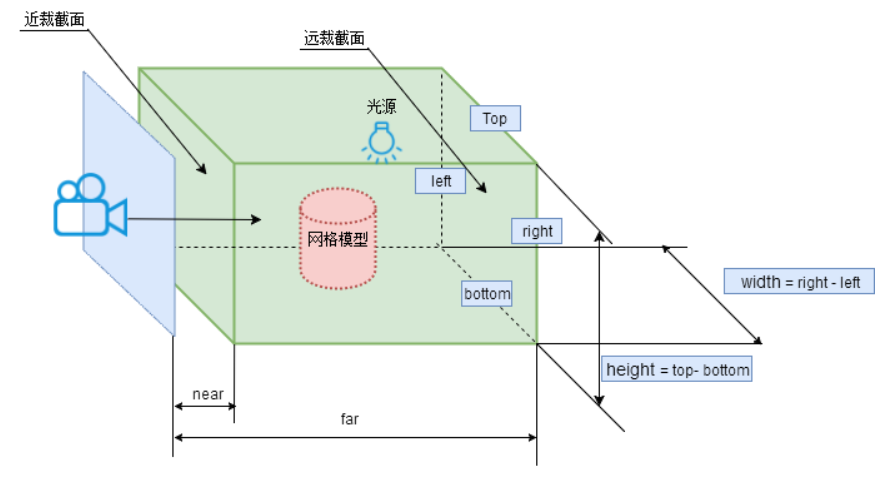 近裁截面
远裁截面
光源
Top
left
right
网格模型
width = right - left
bottom
height = top- bottom
near
far